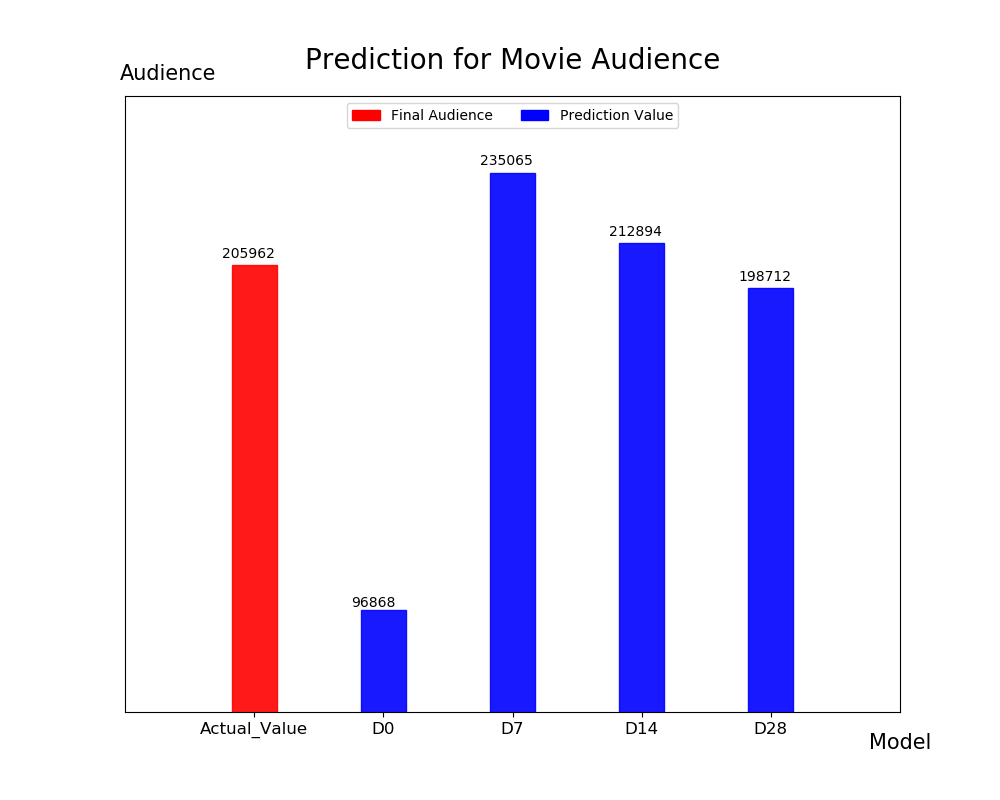 Prediction for Movie Audience
Audience
Final Audience
Prediction Value
235065
212894
205962
198712
96868
Actual_Value
D0
D7
D14
D28
Model